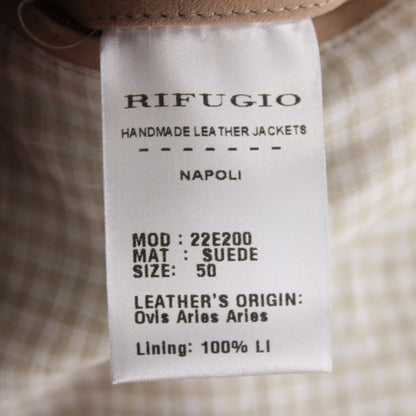 RIFUGIO
HANDMADE LEATHER JACKETS
- - - - - - -
NAPOLI
MOD : 22E200
MAT : SUEDE
SIZE: 50
LEATHER'S ORIGIN:
Ovis Aries Aries
Lining: 100% LI